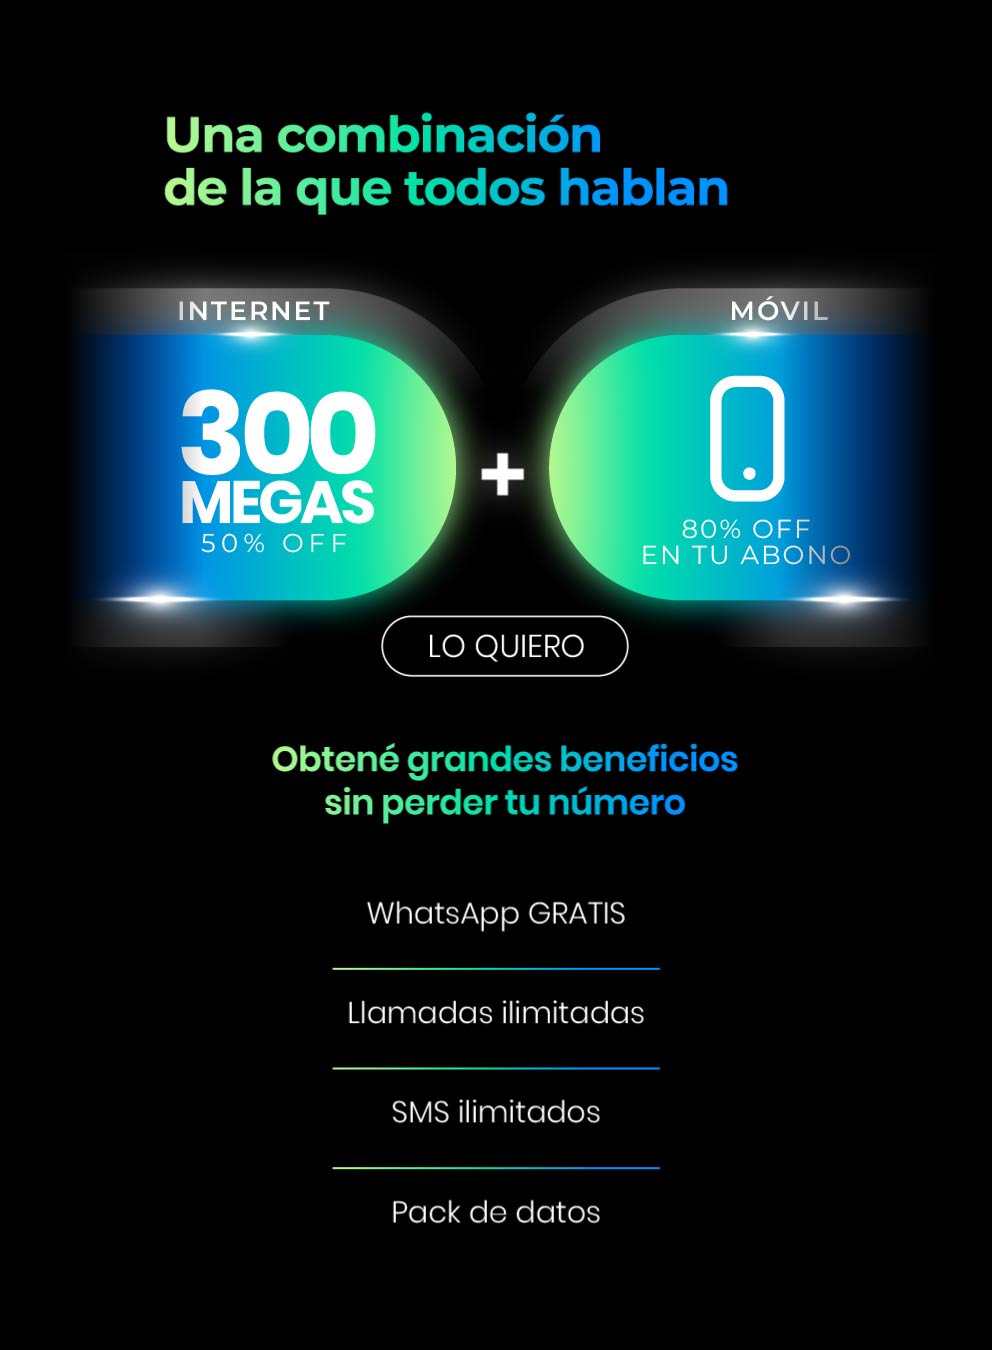 Una combinación
de la que todos hablan
INTERNET
300
MEGAS
50% OFF
+
MÓVIL
80% OFF
EN TU ABONO
LO QUIERO
Obtené grandes beneficios
sin perder tu número
WhatsApp GRATIS
Llamadas ilimitadas
SMS ilimitados
Pack de datos